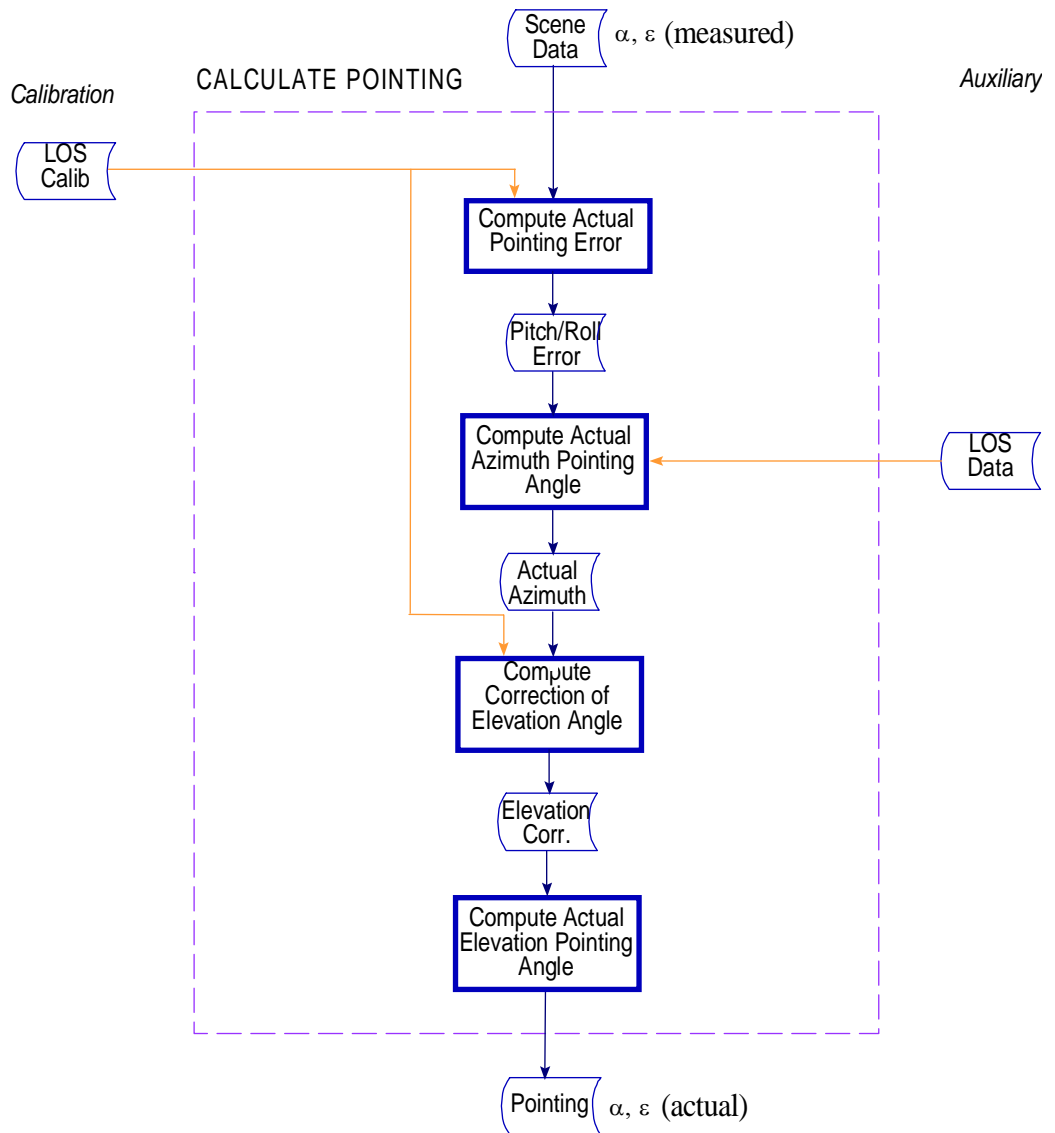 Scene
Data
α, ε (measured)
CALCULATE POINTING
Calibration
Auxiliary
LOS
Calib
Compute Actual
Pointing Error
Pitch/Roll
Error
Compute Actual
Azimuth Pointing
Angle
LOS
Data
Actual
Azimuth
Compute
Correction of
Elevation Angle
Elevation
Corr.
Compute Actual
Elevation Pointing
Angle
Pointing
α, ε (actual)